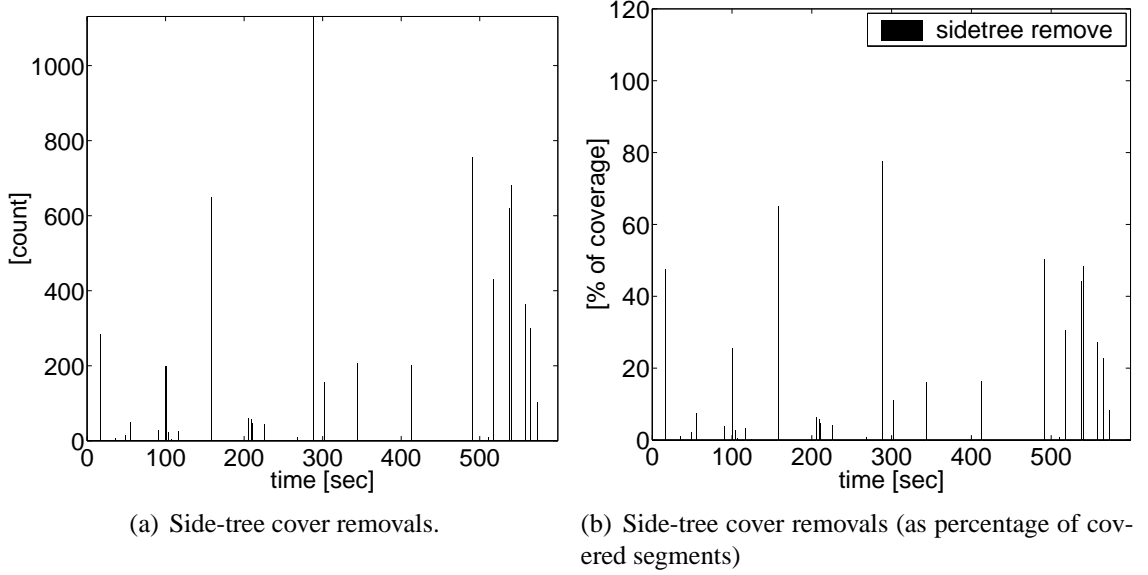 1000
800
600
400
200
0
[count]
0 100 200 300 400 500
time [sec]
(a) Side-tree cover removals.
120
100
80
60
40
20
0
[% of coverage]
sidetree remove
0 100 200 300 400 500
time [sec]
(b) Side-tree cover removals (as percentage of cov-
ered segments)